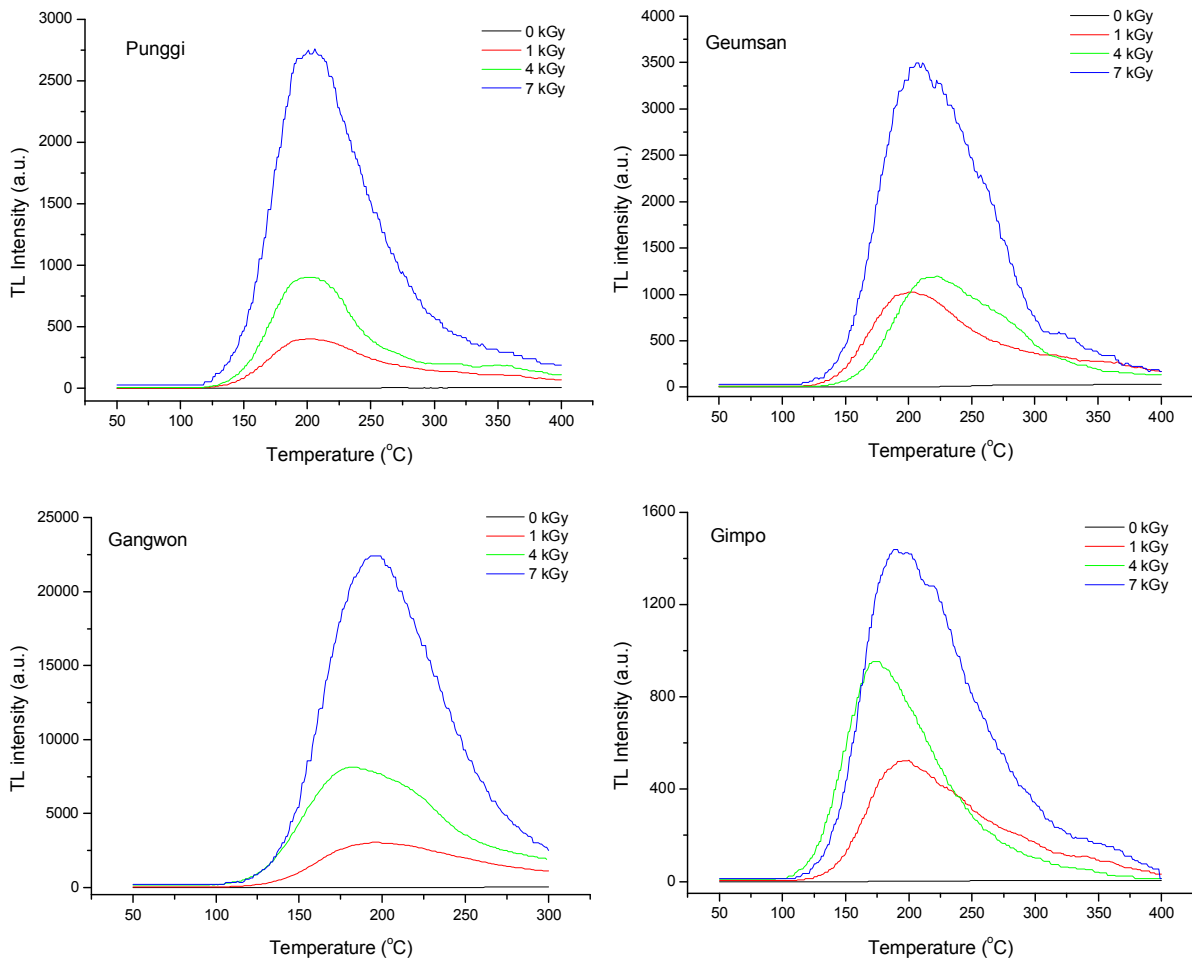 Punggi
0 kGy
1 kGy
4 kGy
7 kGy
3000
2500
2000
1500
1000
500
0
TL Intensity (a.u.)
50 100 150 200 250 300 350 400
Temperature (°C)
Geumsan
0 kGy
1 kGy
4 kGy
7 kGy
4000
3500
3000
2500
2000
1500
1000
500
0
TL intensity (a.u.)
50 100 150 200 250 300 350 400
Temperature (°C)
Gangwon
0 kGy
1 kGy
4 kGy
7 kGy
25000
20000
15000
10000
5000
0
TL intensity (a.u.)
50 100 150 200 250 300
Temperature (°C)
Gimpo
0 kGy
1 kGy
4 kGy
7 kGy
1600
1200
800
400
0
TL Intensity (a.u.)
50 100 150 200 250 300 350 400
Temperature (°C)